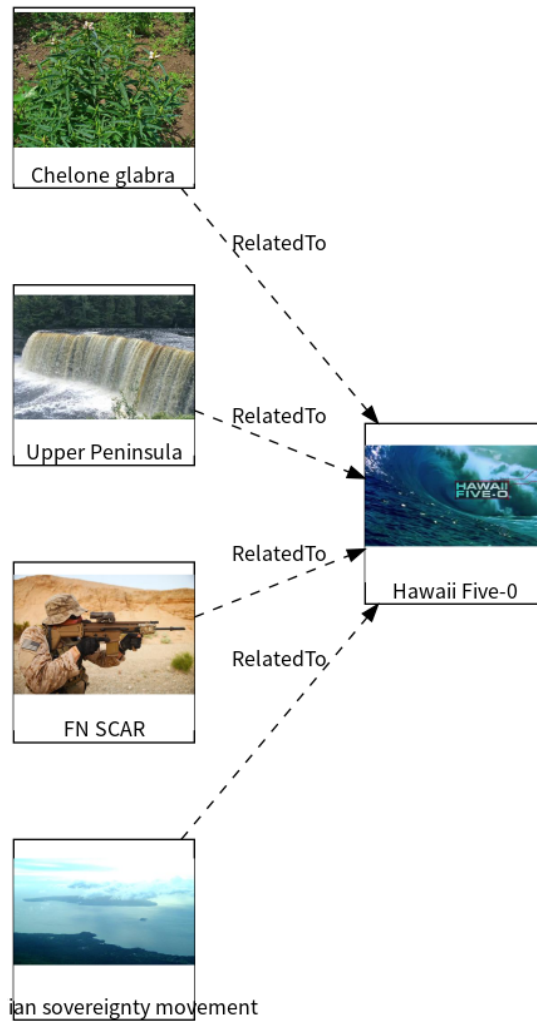 Chelone glabra
RelatedTo
Upper Peninsula
RelatedTo
HAWAII
FIVE-0
Hawaii Five-0
RelatedTo
FN SCAR
RelatedTo
ian sovereignty movement